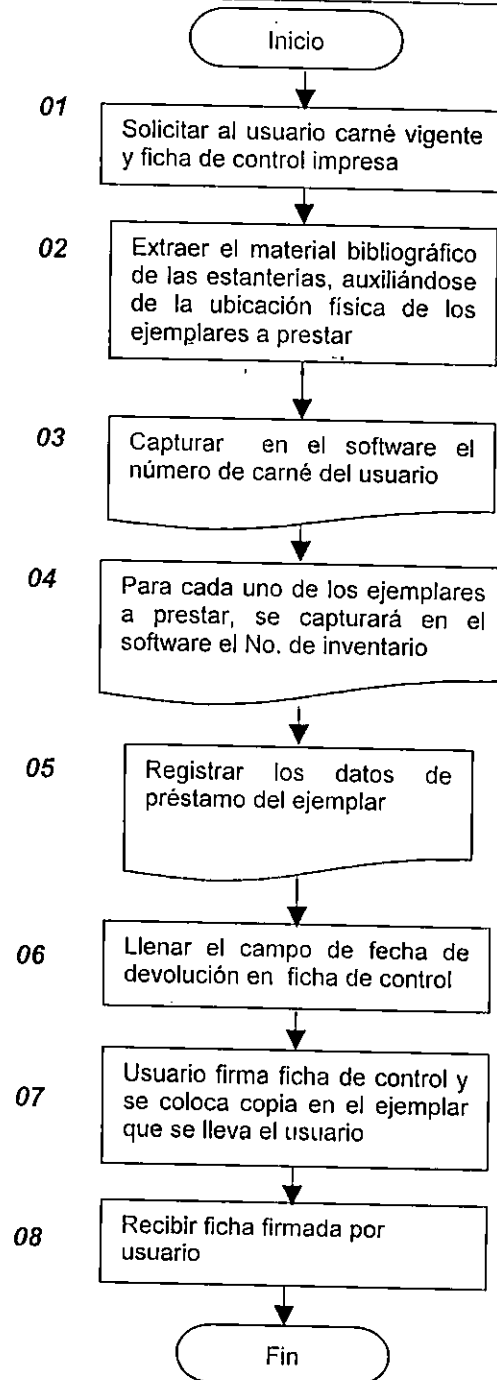 Inicio
01
Solicitar al usuario carné vigente
y ficha de control impresa
02
Extraer el material bibliográfico
de las estanterías, auxiliándose
de la ubicación física de los
ejemplares a prestar
03
Capturar en el software el
número de carné del usuario
04
Para cada uno de los ejemplares
a prestar, se capturará en el
software el No. de inventario
05
Registrar los datos de
préstamo del ejemplar
06
Llenar el campo de fecha de
devolución en ficha de control
07
Usuario firma ficha de control y
se coloca copia en el ejemplar
que se lleva el usuario
08
Recibir ficha firmada por
usuario
Fin